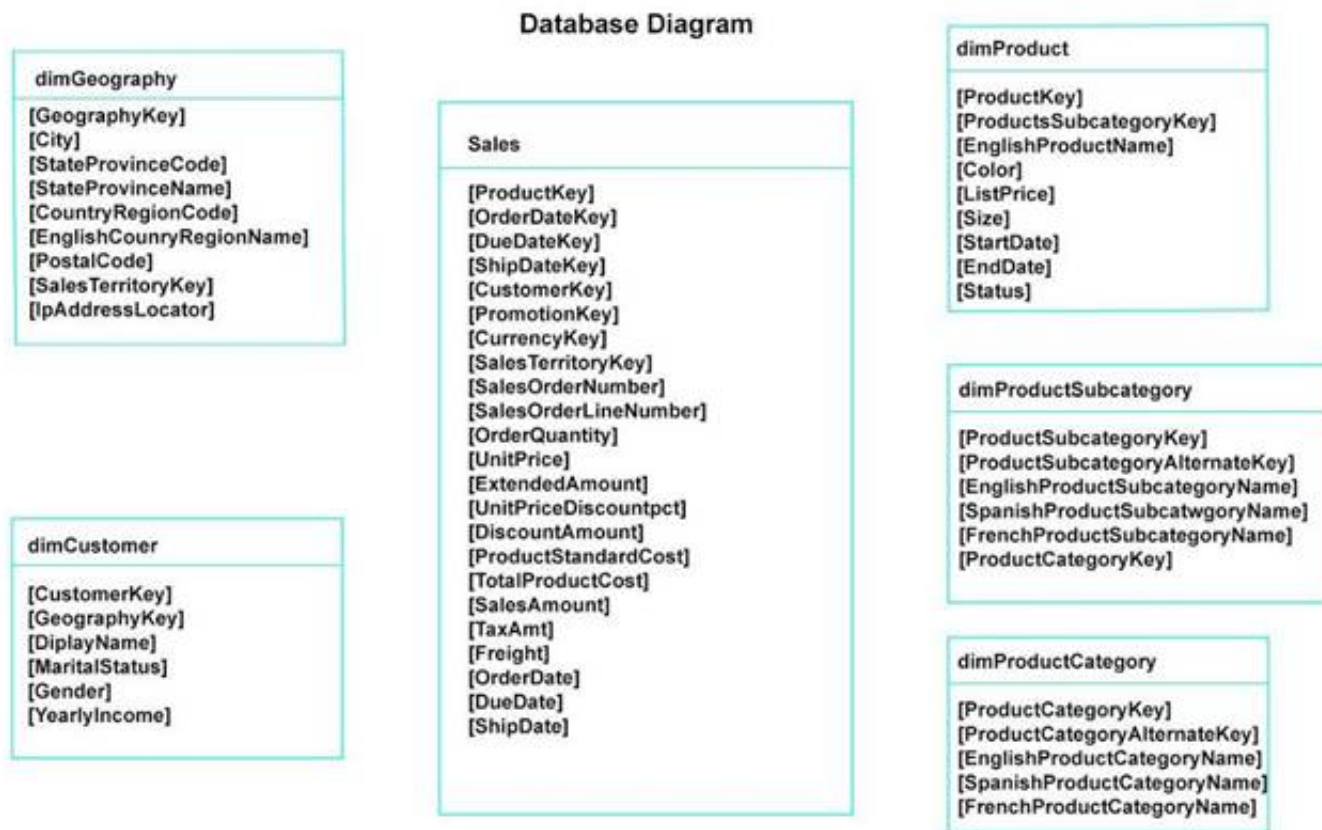 Database Diagram
dimGeography
[GeographyKey]
[City]
[StateProvinceCode]
[StateProvinceName]
[CountryRegionCode]
[EnglishCounryRegionName]
[PostalCode]
[SalesTerritoryKey]
[IpAddressLocator]
dimCustomer
[CustomerKey]
[GeographyKey]
[DiplayName]
[MaritalStatus]
[Gender]
[YearlyIncome]
Sales
[ProductKey]
[OrderDateKey]
[DueDateKey]
[ShipDateKey]
[CustomerKey]
[PromotionKey]
[CurrencyKey]
[SalesTerritoryKey]
[SalesOrderNumber]
[SalesOrderLineNumber]
[OrderQuantity]
[UnitPrice]
[ExtendedAmount]
[UnitPriceDiscountpct]
[DiscountAmount]
[ProductStandardCost]
[TotalProductCost]
[SalesAmount]
[TaxAmt]
[Freight]
[OrderDate]
[DueDate]
[ShipDate]
dimProduct
[ProductKey]
[ProductsSubcategoryKey]
[EnglishProductName]
[Color]
[ListPrice]
[Size]
[StartDate]
[EndDate]
[Status]
dimProductSubcategory
[ProductSubcategoryKey]
[ProductSubcategoryAlternateKey]
[EnglishProductSubcategoryName]
[SpanishProductSubcatwgoryName]
[FrenchProductSubcategoryName]
[ProductCategoryKey]
dimProductCategory
[ProductCategoryKey]
[ProductCategoryAlternateKey]
[EnglishProductCategoryName]
[SpanishProductCategoryName]
[FrenchProductCategoryName]